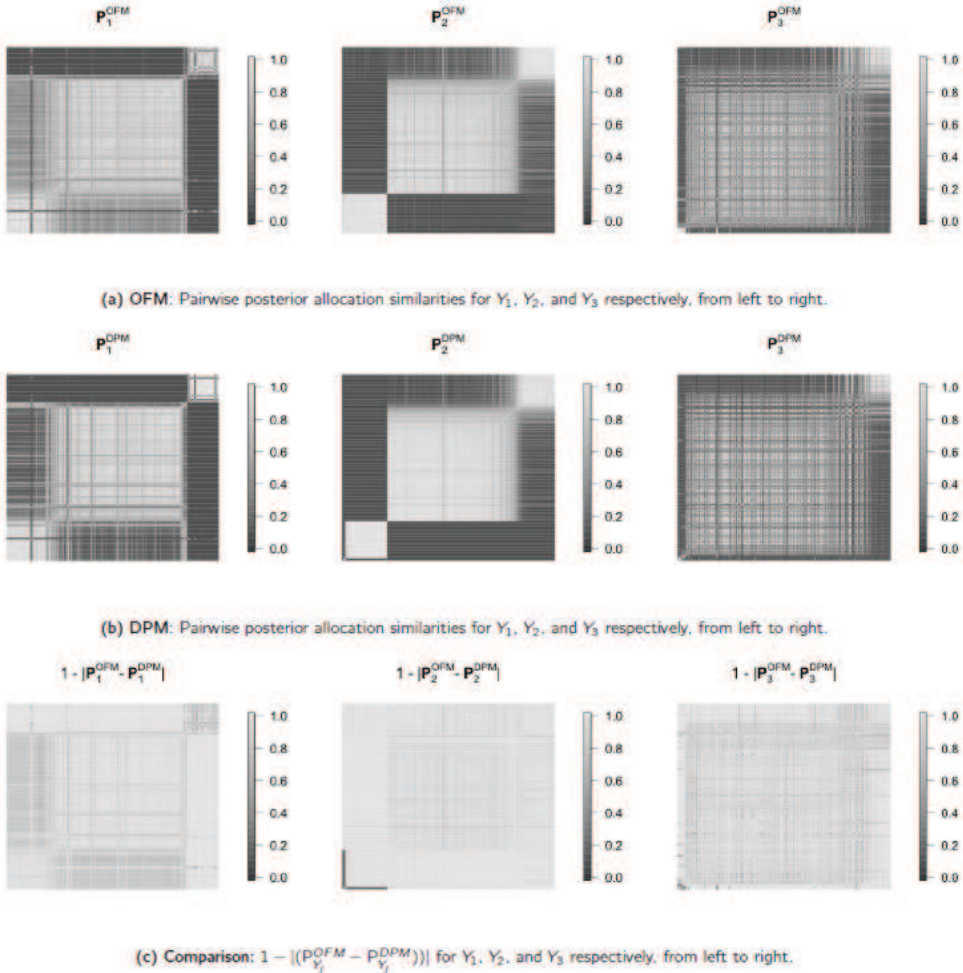 P₁ᴼᶠᴹ P₂ᴼᶠᴹ P₃ᴼᶠᴹ
1.0 1.0 1.0
0.8 0.8 0.8
0.6 0.6 0.6
0.4 0.4 0.4
0.2 0.2 0.2
0.0 0.0 0.0
(a) OFM: Pairwise posterior allocation similarities for Y₁, Y₂, and Y₃ respectively, from left to right.
P₁ᴰᴾᴹ P₂ᴰᴾᴹ P₃ᴰᴾᴹ
1.0 1.0 1.0
0.8 0.8 0.8
0.6 0.6 0.6
0.4 0.4 0.4
0.2 0.2 0.2
0.0 0.0 0.0
(b) DPM: Pairwise posterior allocation similarities for Y₁, Y₂, and Y₃ respectively, from left to right.
1 - |P₁ᴼᶠᴹ- P₁ᴰᴾᴹ| 1 - |P₂ᴼᶠᴹ- P₂ᴰᴾᴹ| 1 - |P₃ᴼᶠᴹ- P₃ᴰᴾᴹ|
1.0 1.0 1.0
0.8 0.8 0.8
0.6 0.6 0.6
0.4 0.4 0.4
0.2 0.2 0.2
0.0 0.0 0.0
(c) Comparison: 1 − |(P_{Y_j}^{OFM} − P_{Y_j}^{DPM}))| for Y₁, Y₂, and Y₃ respectively, from left to right.